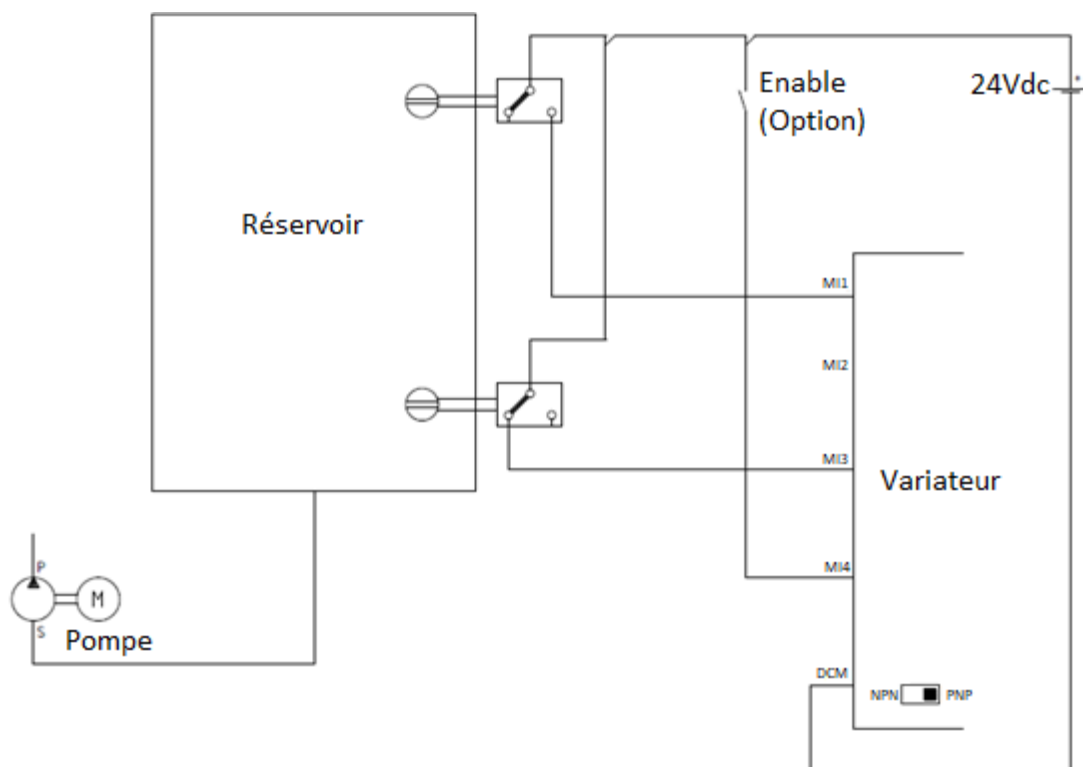 Enable
(Option)
24Vdc
+
Réservoir
MI1
MI2
MI3
Variateur
MI4
P
M
S
Pompe
DCM
NPN
PNP